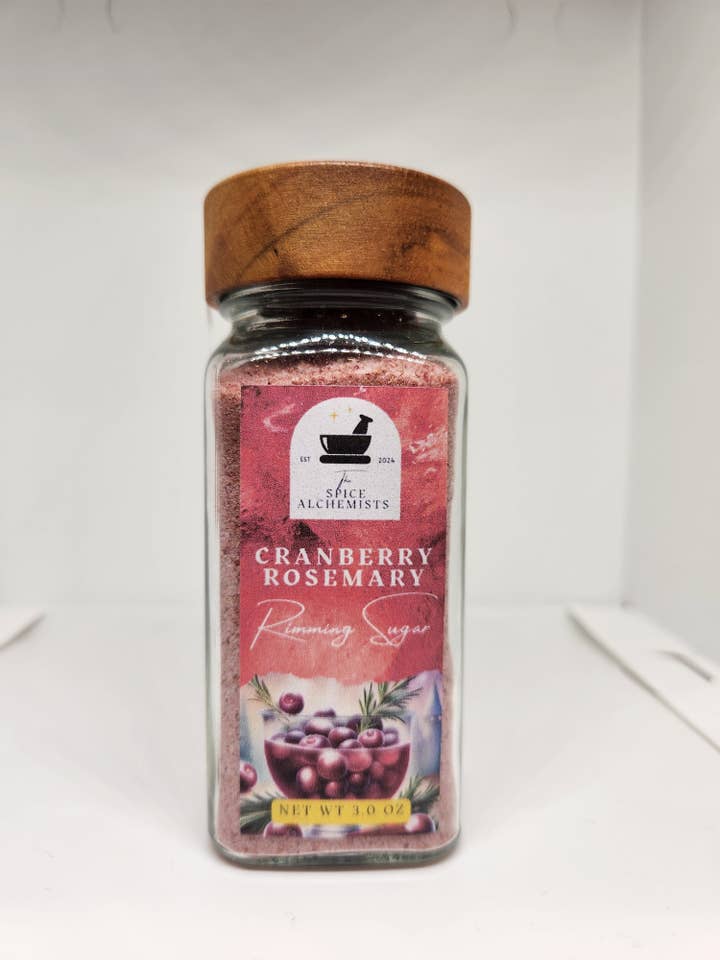 EST 2024
The
SPICE
ALCHEMISTS
CRANBERRY
ROSEMARY
Rimming Sugar
NET WT 3.0 OZ